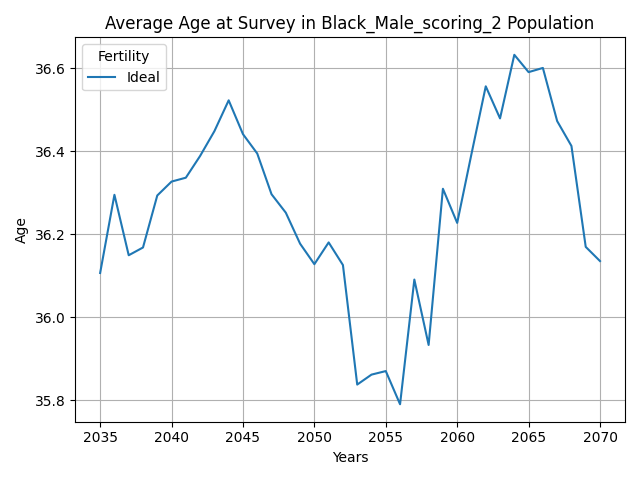 Average Age at Survey in Black_Male_scoring_2 Population
Fertility
Ideal
36.6
36.4
36.2
36.0
35.8
Age
2035 2040 2045 2050 2055 2060 2065 2070
Years